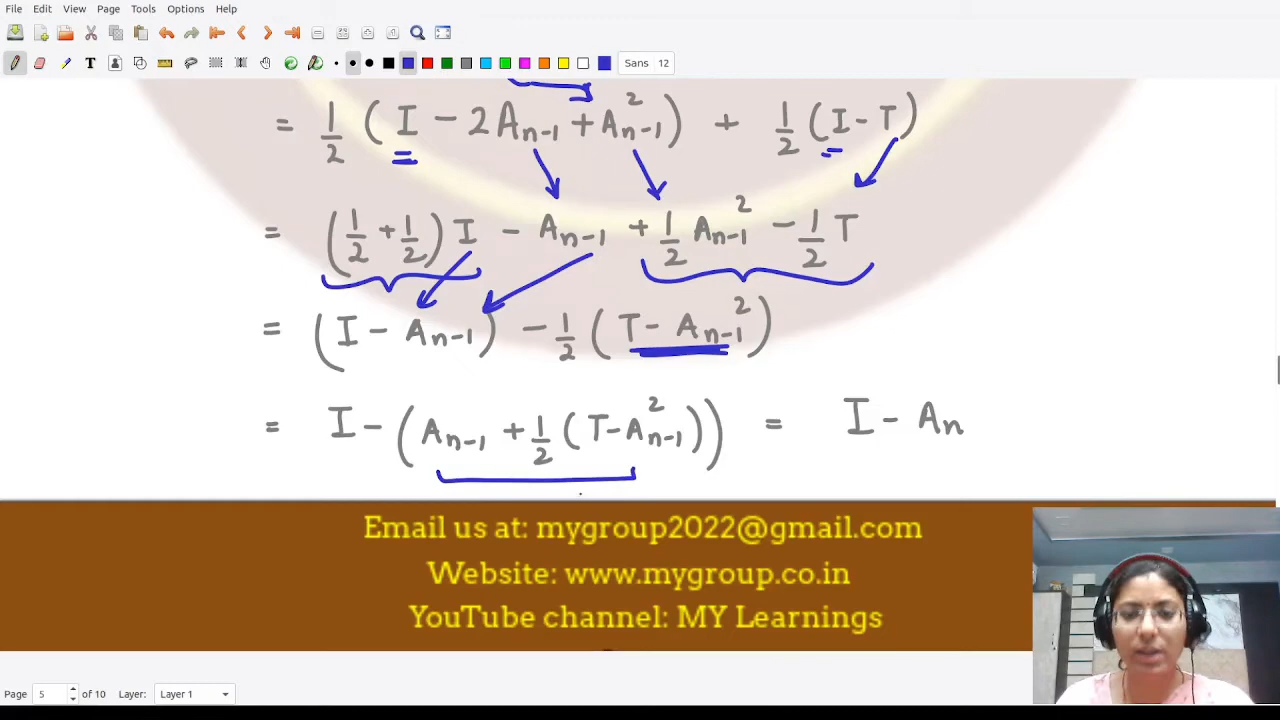 File Edit View Page Tools Options Help
Sans 12
= 1/2 (I - 2A_{n-1} + A_{n-1}^2) + 1/2 (I - T)
= (1/2 + 1/2) I - A_{n-1} + 1/2 A_{n-1}^2 - 1/2 T
= (I - A_{n-1}) - 1/2 (T - A_{n-1}^2)
= I - (A_{n-1} + 1/2 (T - A_{n-1}^2)) = I - A_n
Email us at: mygroup2022@gmail.com
Website: www.mygroup.co.in
YouTube channel: MY Learnings
Page 5 of 10 Layer: Layer 1